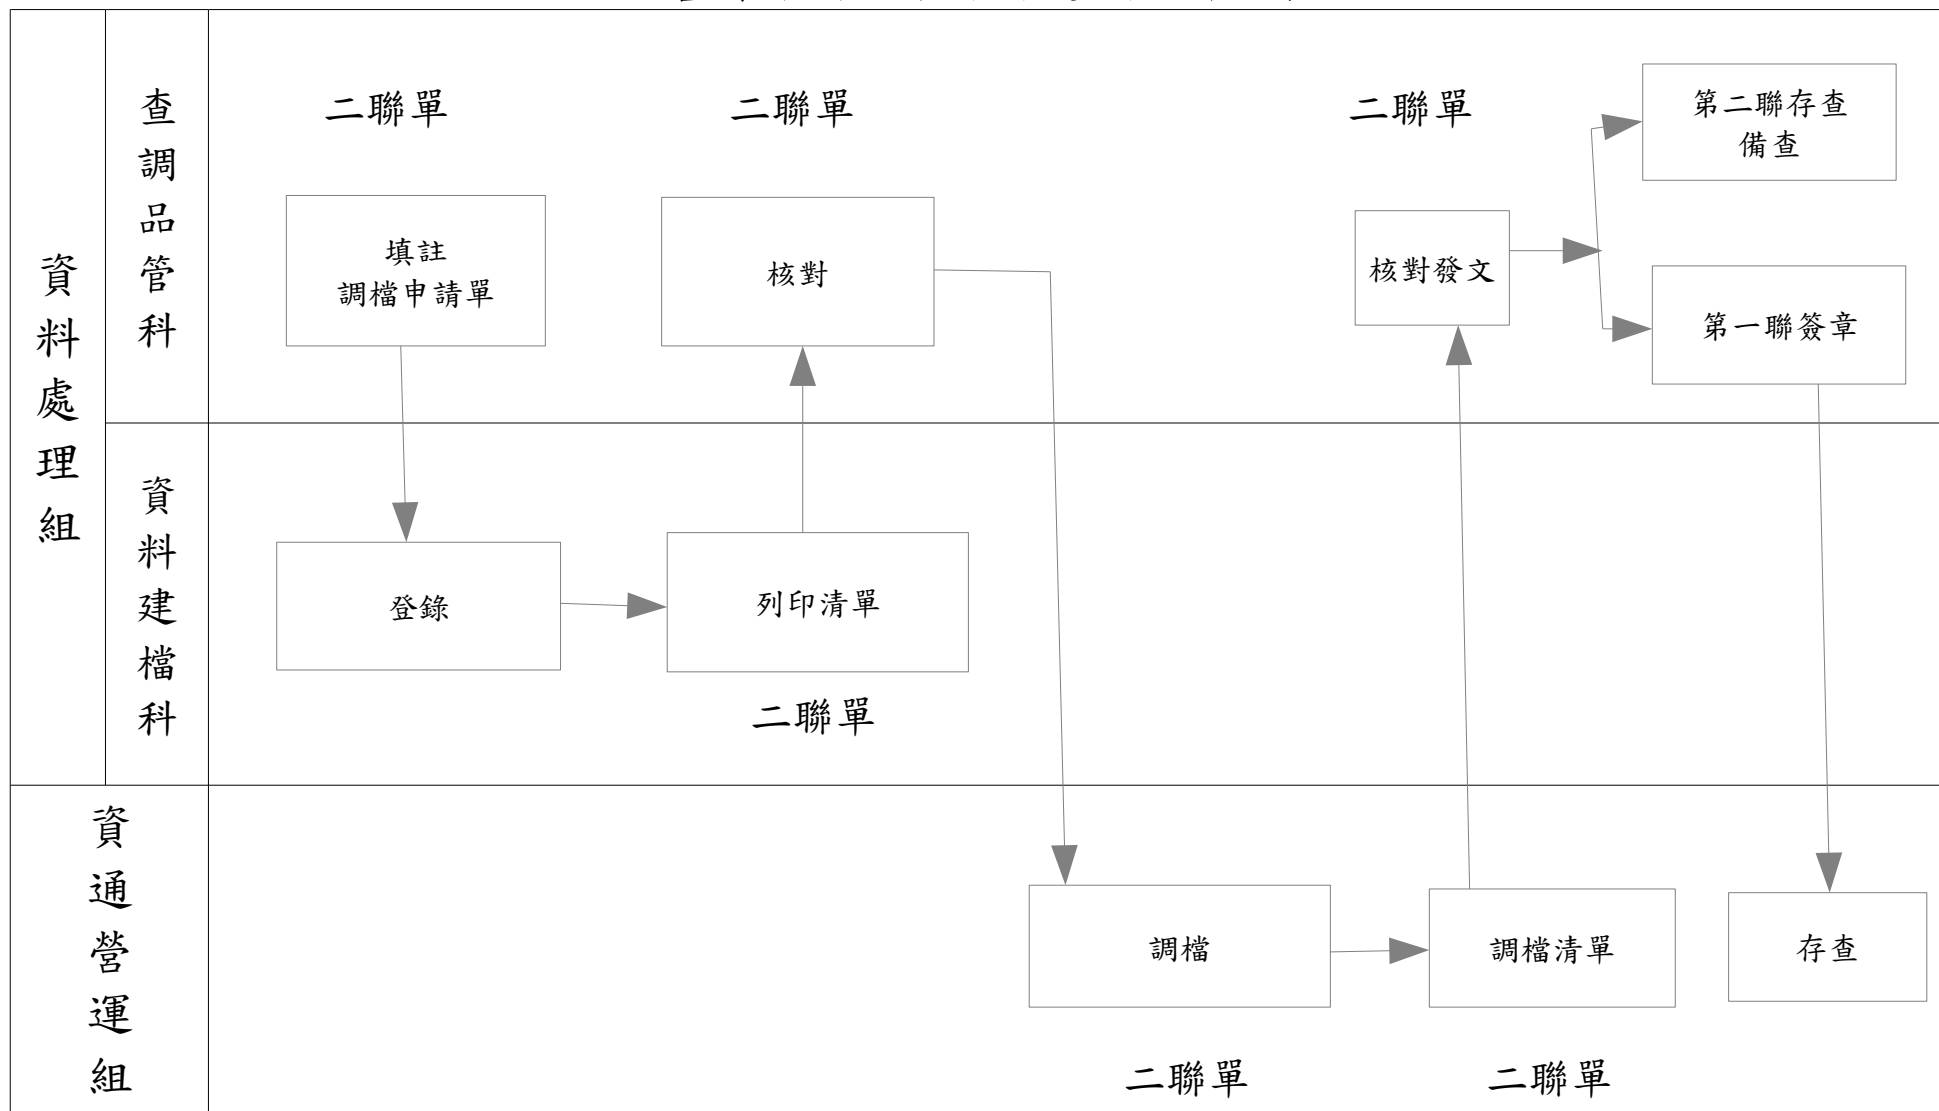 資料處理組
查調品管科
二聯單
二聯單
二聯單
第二聯存查
備查
填註
調檔申請單
核對
核對發文
第一聯簽章
資料建檔科
登錄
列印清單
二聯單
資通營運組
調檔
調檔清單
存查
二聯單
二聯單